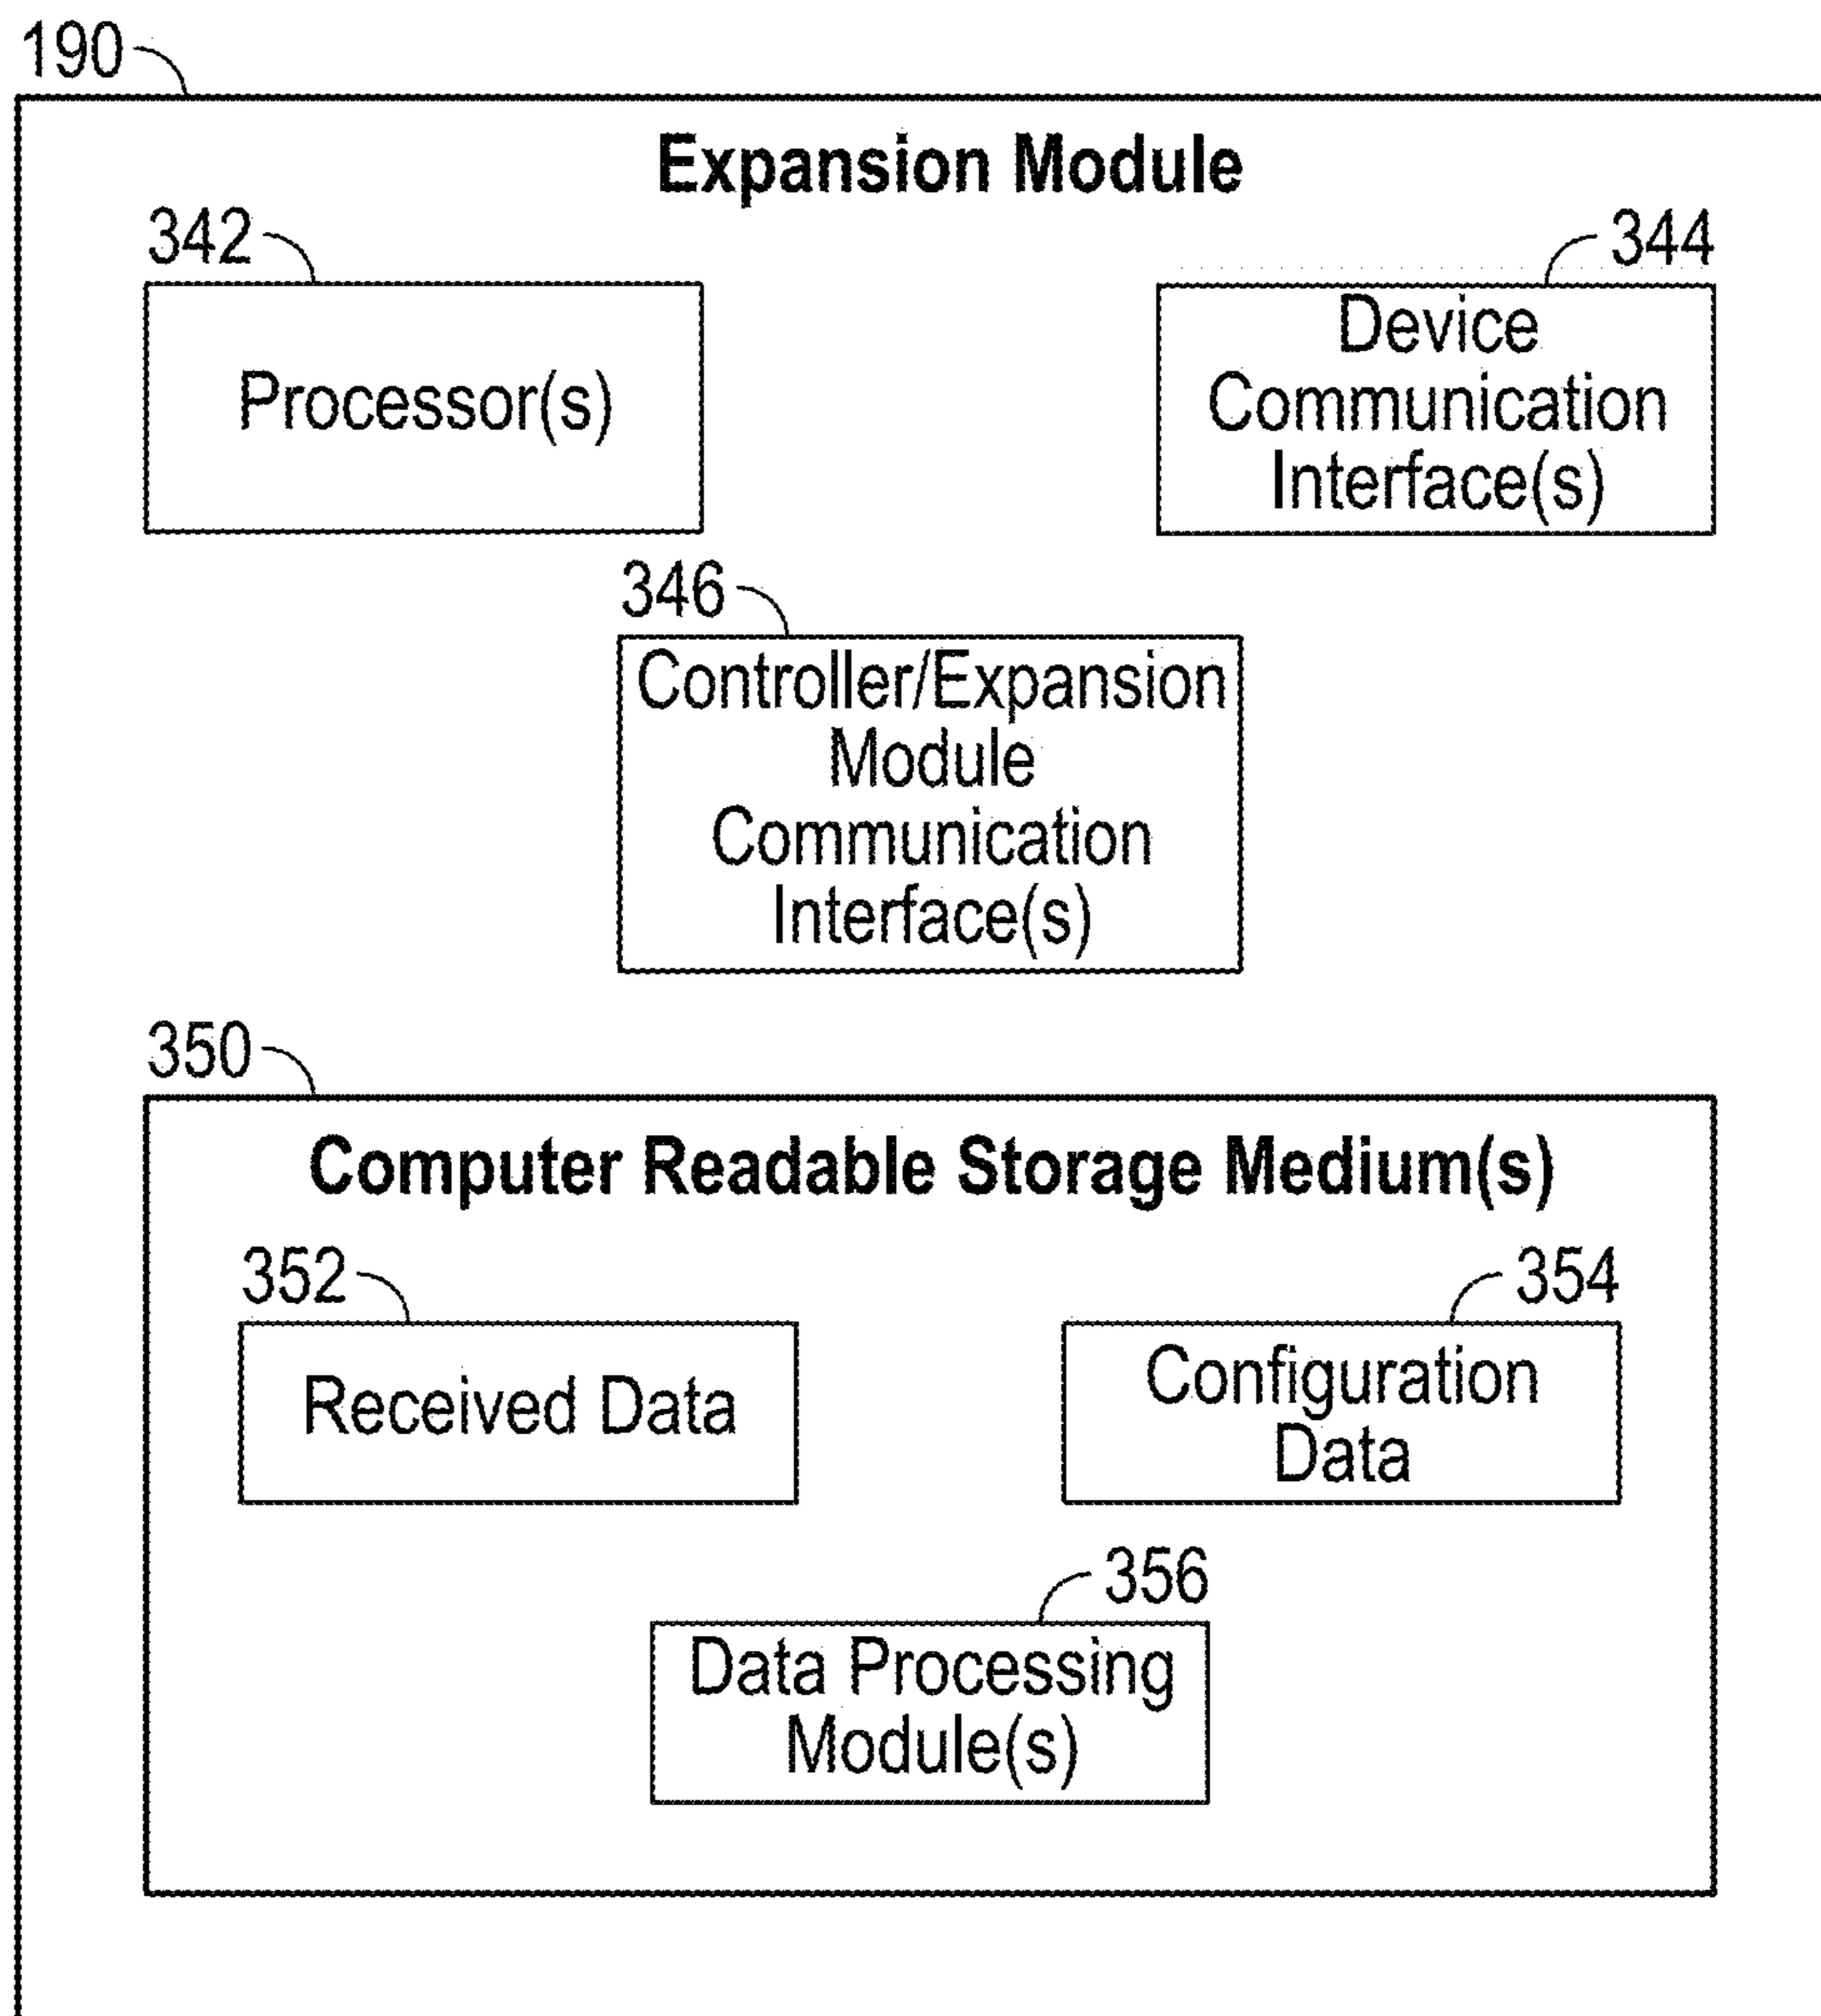 190
Expansion Module
342
344
Processor(s)
Device
Communication
Interface(s)
346
Controller/Expansion
Module
Communication
Interface(s)
350
Computer Readable Storage Medium(s)
352
354
Received Data
Configuration
Data
356
Data Processing
Module(s)